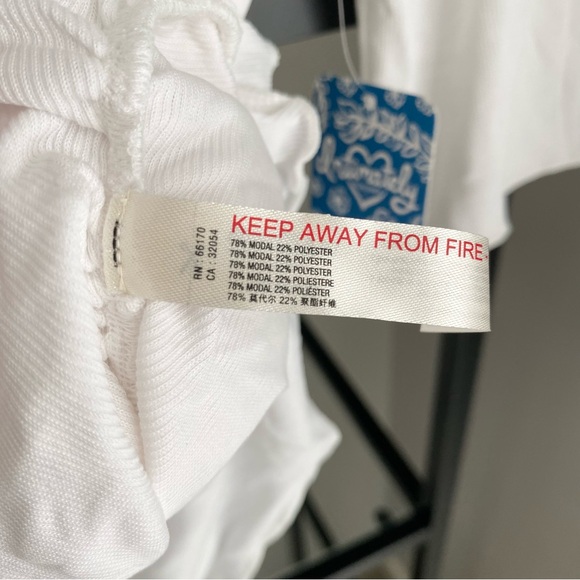 RN : 66170
CA : 32054
KEEP AWAY FROM FIRE
78% MODAL 22% POLYESTER
78% MODAL 22% POLYESTER
78% MODAL 22% POLYESTER
78% MODAL 22% POLIESTERE
78% MODAL 22% POLIÉSTER
78% 莫代尔 22% 聚酯纤维